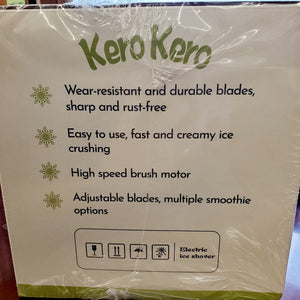 Kero Kero
Wear-resistant and durable blades,
sharp and rust-free
Easy to use, fast and creamy ice
crushing
High speed brush motor
Adjustable blades, multiple smoothie
options
Electric
ice shaver